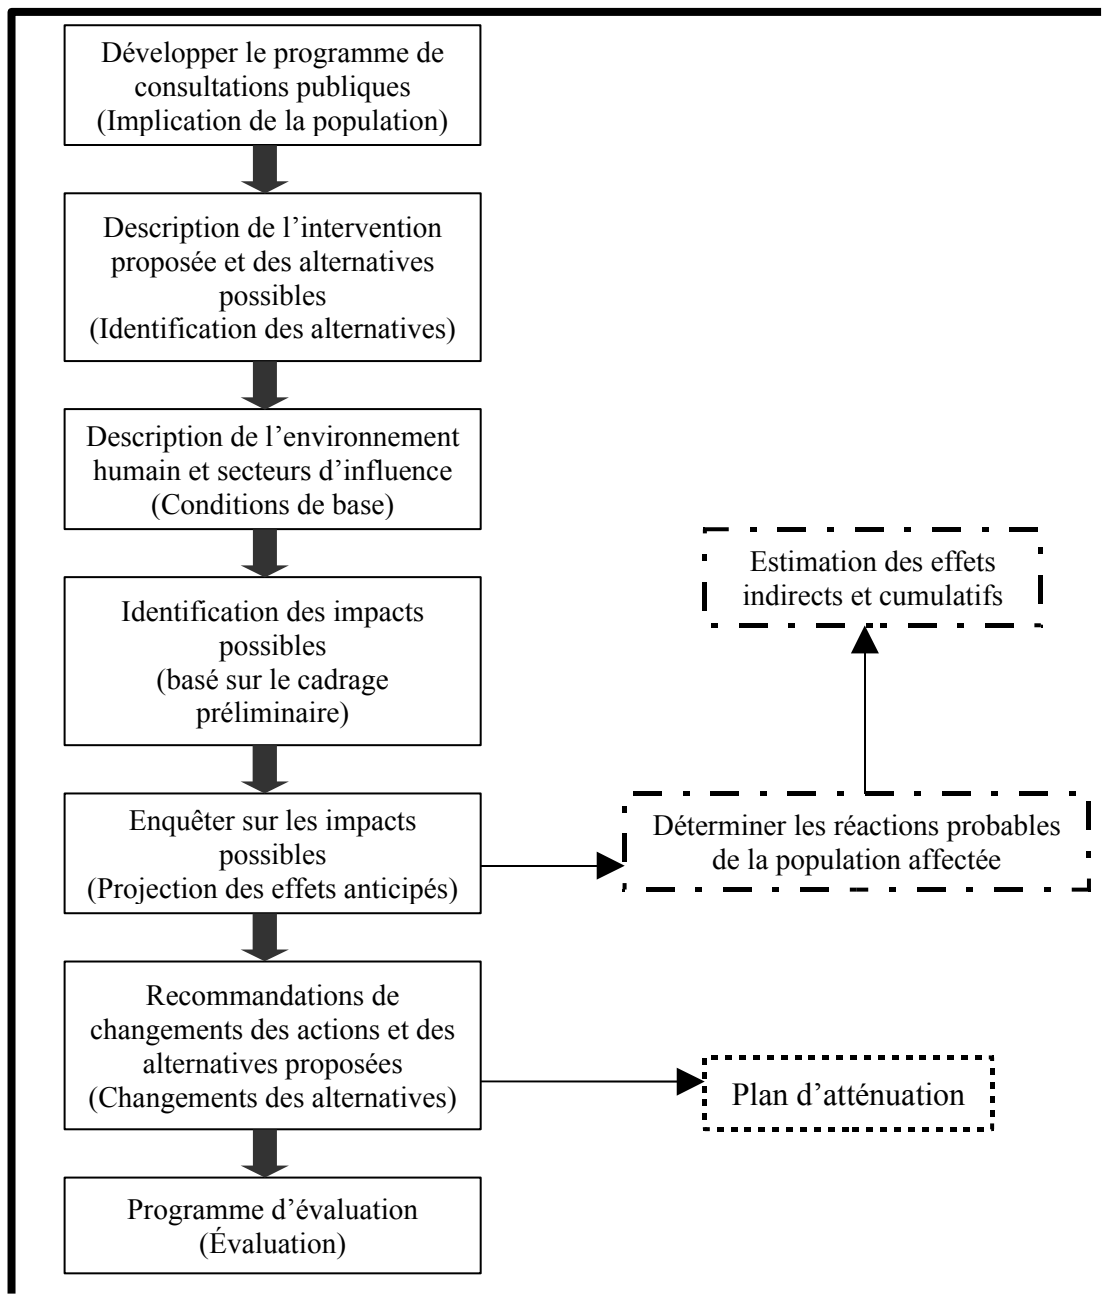 Développer le programme de
consultations publiques
(Implication de la population)
Description de l’intervention
proposée et des alternatives
possibles
(Identification des alternatives)
Description de l’environnement
humain et secteurs d’influence
(Conditions de base)
Identification des impacts
possibles
(basé sur le cadrage
préliminaire)
Estimation des effets
indirects et cumulatifs
Enquêter sur les impacts
possibles
(Projection des effets anticipés)
Déterminer les réactions probables
de la population affectée
Recommandations de
changements des actions et des
alternatives proposées
(Changements des alternatives)
Plan d’atténuation
Programme d’évaluation
(Évaluation)